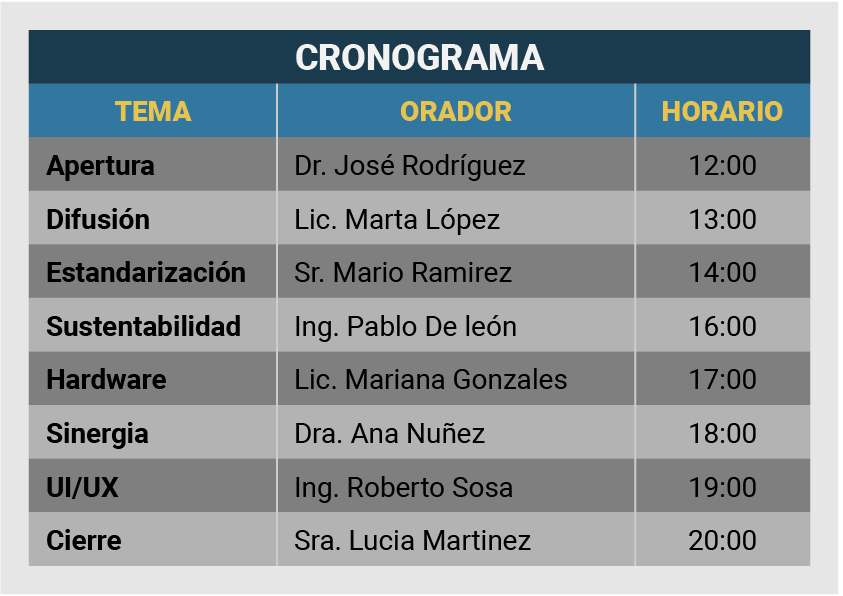 CRONOGRAMA
TEMA ORADOR HORARIO
Apertura Dr. José Rodríguez 12:00
Difusión Lic. Marta López 13:00
Estandarización Sr. Mario Ramirez 14:00
Sustentabilidad Ing. Pablo De león 16:00
Hardware Lic. Mariana Gonzales 17:00
Sinergia Dra. Ana Nuñez 18:00
UI/UX Ing. Roberto Sosa 19:00
Cierre Sra. Lucia Martinez 20:00